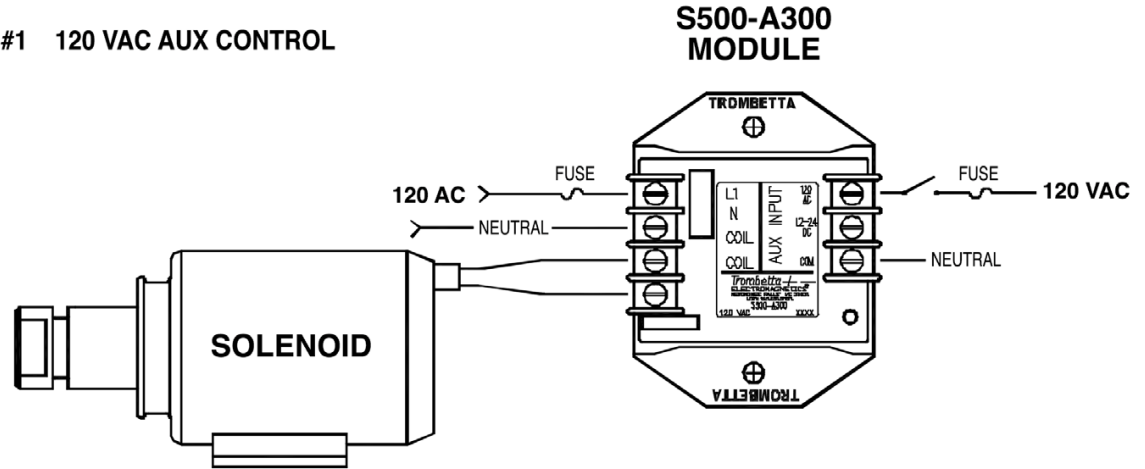 #1 120 VAC AUX CONTROL
S500-A300
MODULE
TROMBETTA
FUSE
FUSE
120 AC
120 VAC
NEUTRAL
NEUTRAL
L1
N
COIL
COIL
AUX INPUT
120
AC
12-24
DC
COM
Trombetta
ELECTROMAGNETICS
S500-A300
120 VAC XXXX
SOLENOID
TROMBETTA